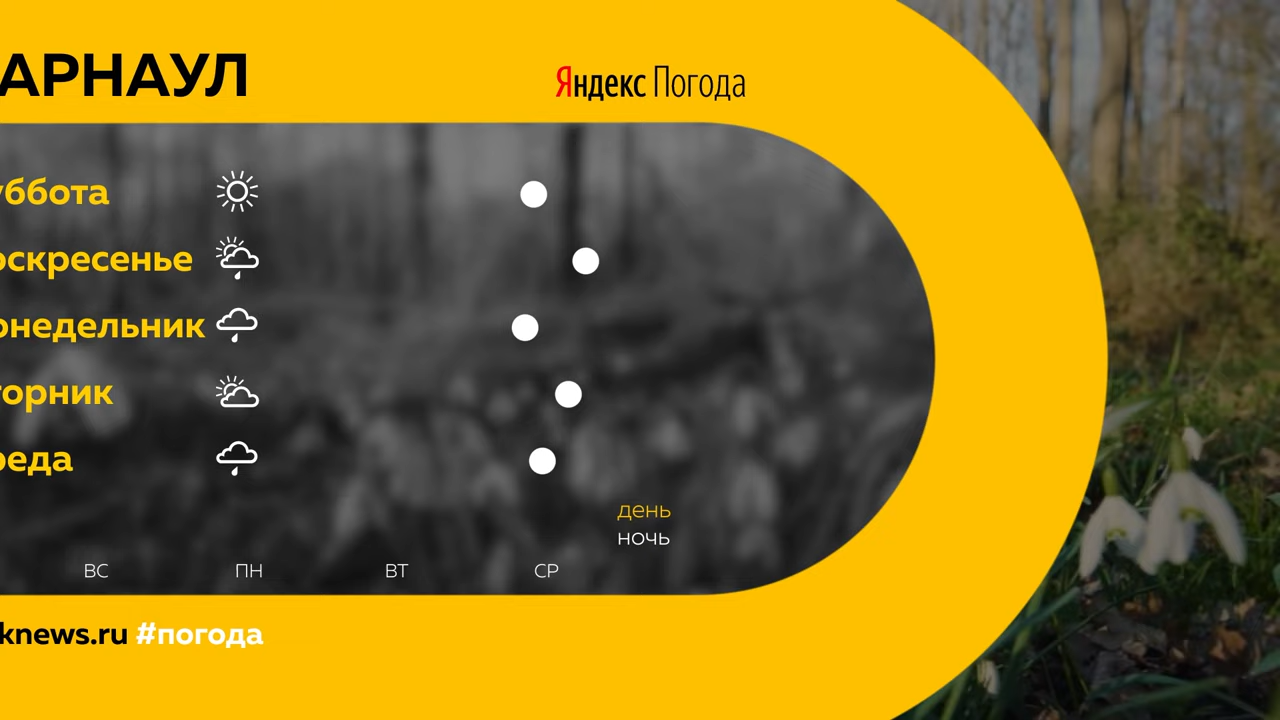 АРНАУЛ
Яндекс Погода
уббота
оскресенье
онедельник
торник
реда
день
ночь
ВС ПН ВТ СР
knews.ru #погода